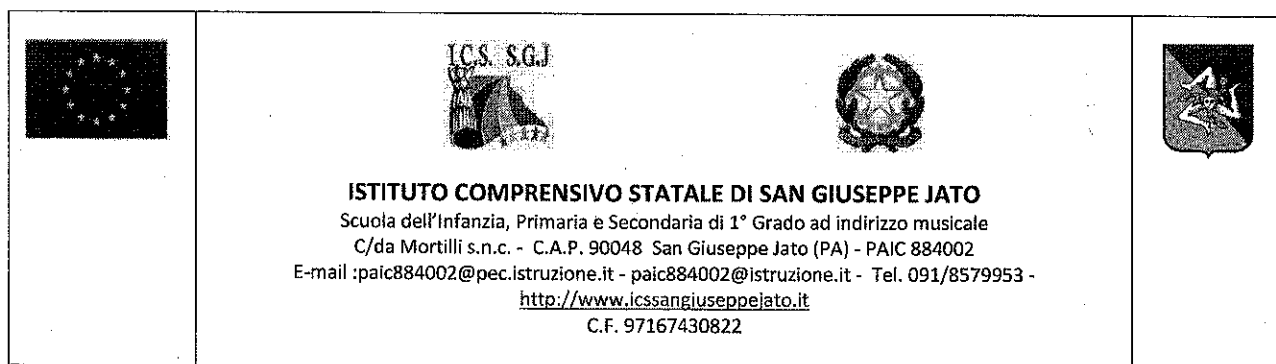 I.C.S. S.G.J
ISTITUTO COMPRENSIVO STATALE DI SAN GIUSEPPE JATO
Scuola dell'Infanzia, Primaria e Secondaria di 1° Grado ad indirizzo musicale
C/da Mortilli s.n.c. - C.A.P. 90048 San Giuseppe Jato (PA) - PAIC 884002
E-mail :paic884002@pec.istruzione.it - paic884002@istruzione.it - Tel. 091/8579953 -
http://www.icssangiuseppejato.it
C.F. 97167430822